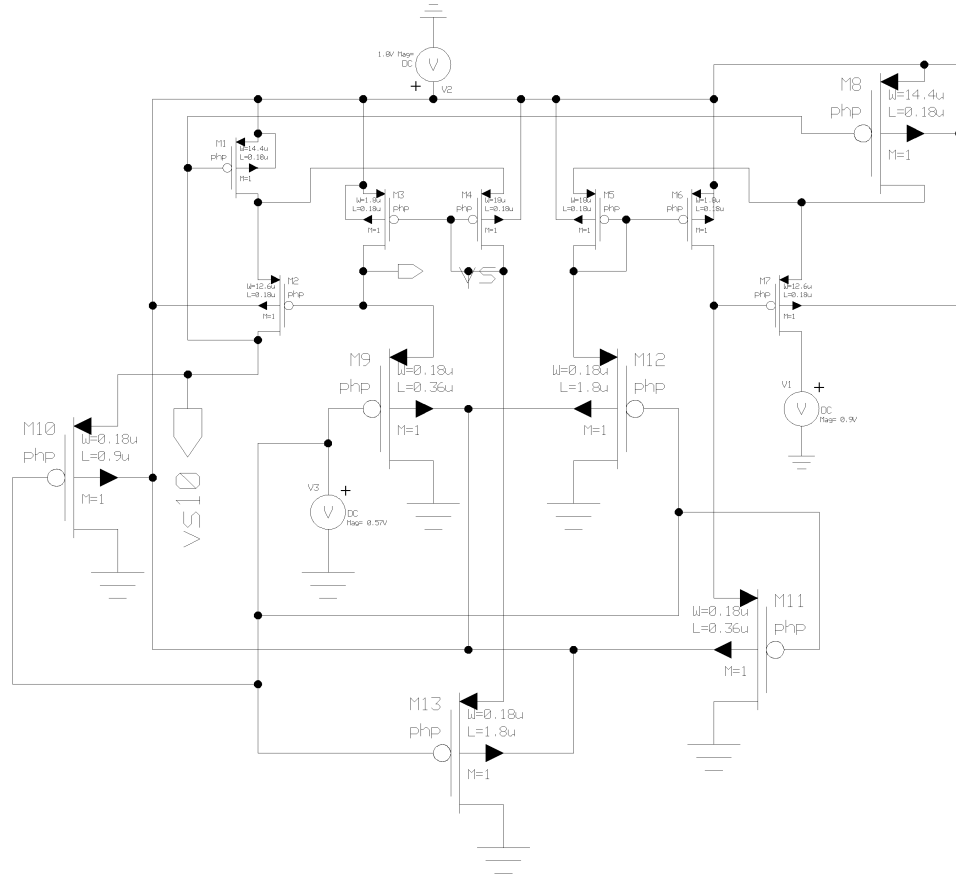 1.8V Mag=
DC
V
V2
M8
W=14.4u
L=0.18u
php
M=1
M1
W=14.4u
L=0.18u
php
M=1
M3
W=1.8u
L=0.18u
php
M=1
M4
W=18u
L=0.18u
php
M=1
M5
W=18u
L=0.18u
php
M=1
M6
W=1.8u
L=0.18u
php
M=1
VS
M2
W=12.6u
L=0.18u
php
M=1
M7
W=12.6u
L=0.18u
php
M=1
M9
W=0.18u
L=0.36u
php
M=1
M12
W=0.18u
L=1.8u
php
M=1
V1
V
DC
Mag= 0.9V
M10
W=0.18u
L=0.9u
php
M=1
VS10
V3
V
DC
Mag= 0.57V
M11
W=0.18u
L=0.36u
php
M=1
M13
W=0.18u
L=1.8u
php
M=1